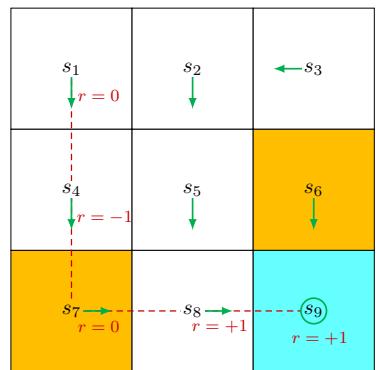 s₁ s₂ s₃
r = 0
s₄ s₅ s₆
r = −1
s₇ s₈ s₉
r = 0 r = +1 r = +1